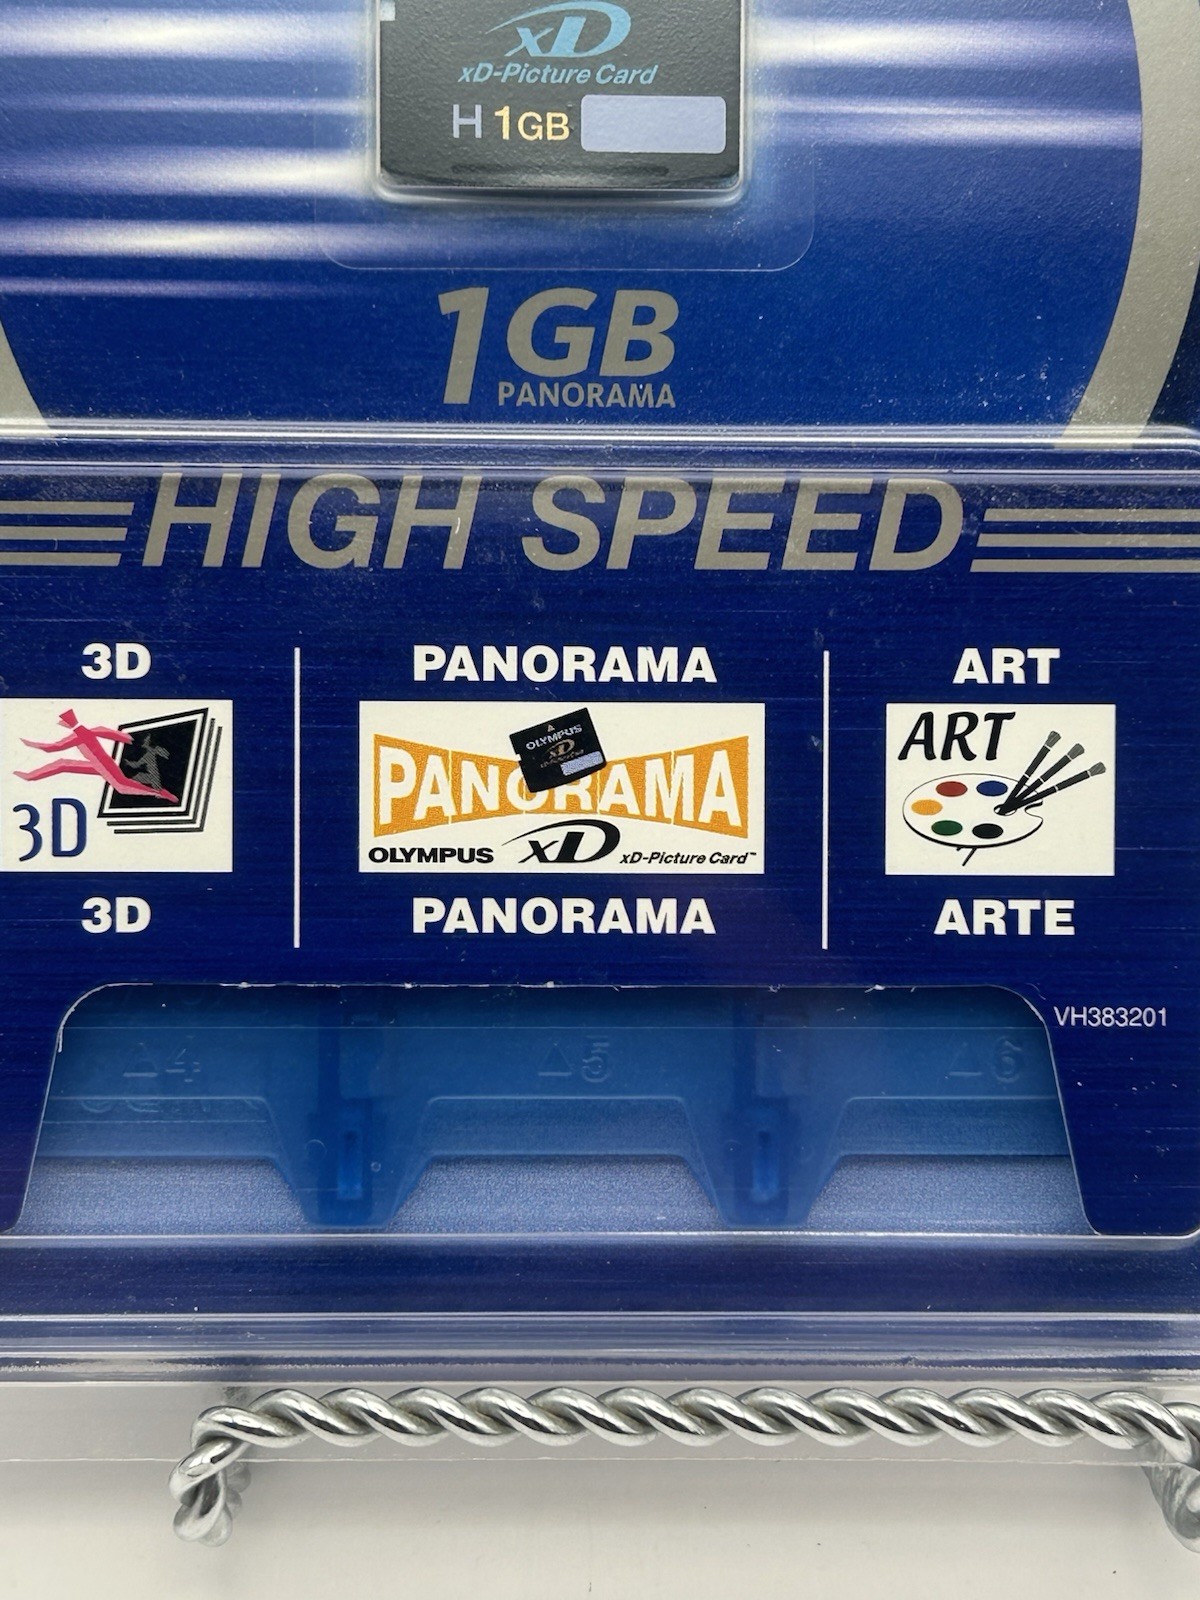 xD
xD-Picture Card
H 1GB
1GB
PANORAMA
HIGH SPEED
3D
PANORAMA
ART
3D
PANORAMA
OLYMPUS
xD
OLYMPUS
xD
xD-Picture Card™
ART
3D
PANORAMA
ARTE
VH383201
4
5
6